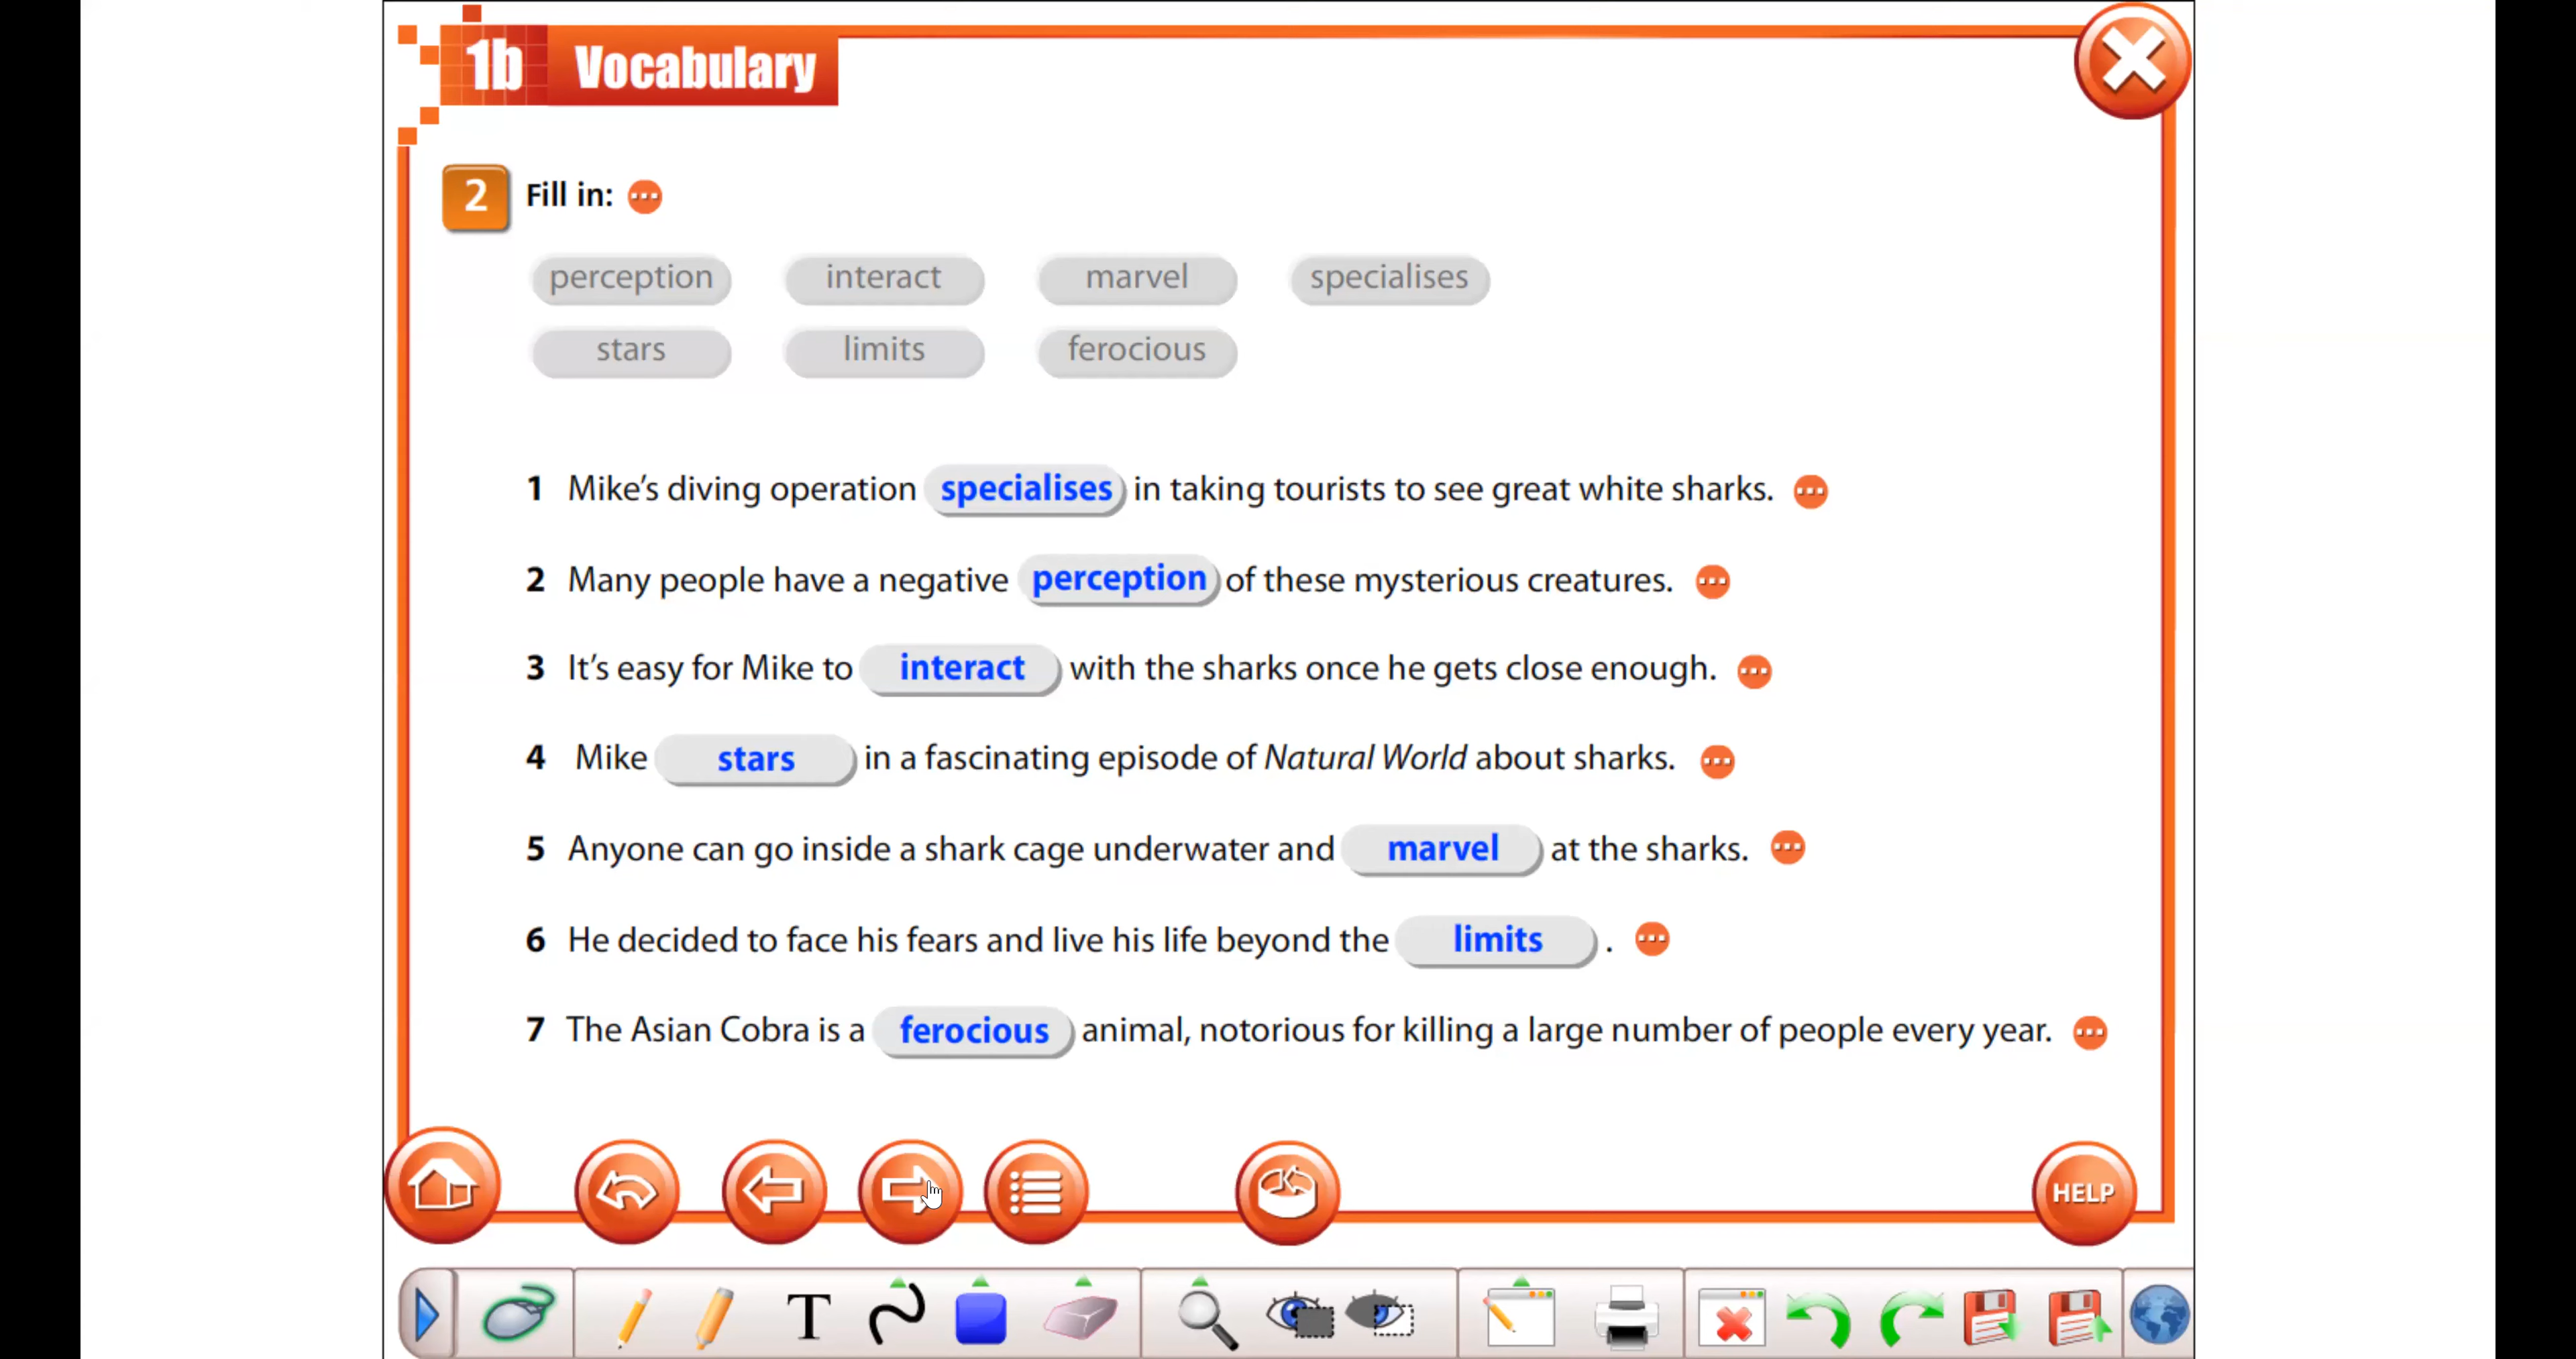 1b Vocabulary
2 Fill in:
perception interact marvel specialises
stars limits ferocious
1 Mike’s diving operation specialises in taking tourists to see great white sharks.
2 Many people have a negative perception of these mysterious creatures.
3 It’s easy for Mike to interact with the sharks once he gets close enough.
4 Mike stars in a fascinating episode of Natural World about sharks.
5 Anyone can go inside a shark cage underwater and marvel at the sharks.
6 He decided to face his fears and live his life beyond the limits .
7 The Asian Cobra is a ferocious animal, notorious for killing a large number of people every year.
HELP
T